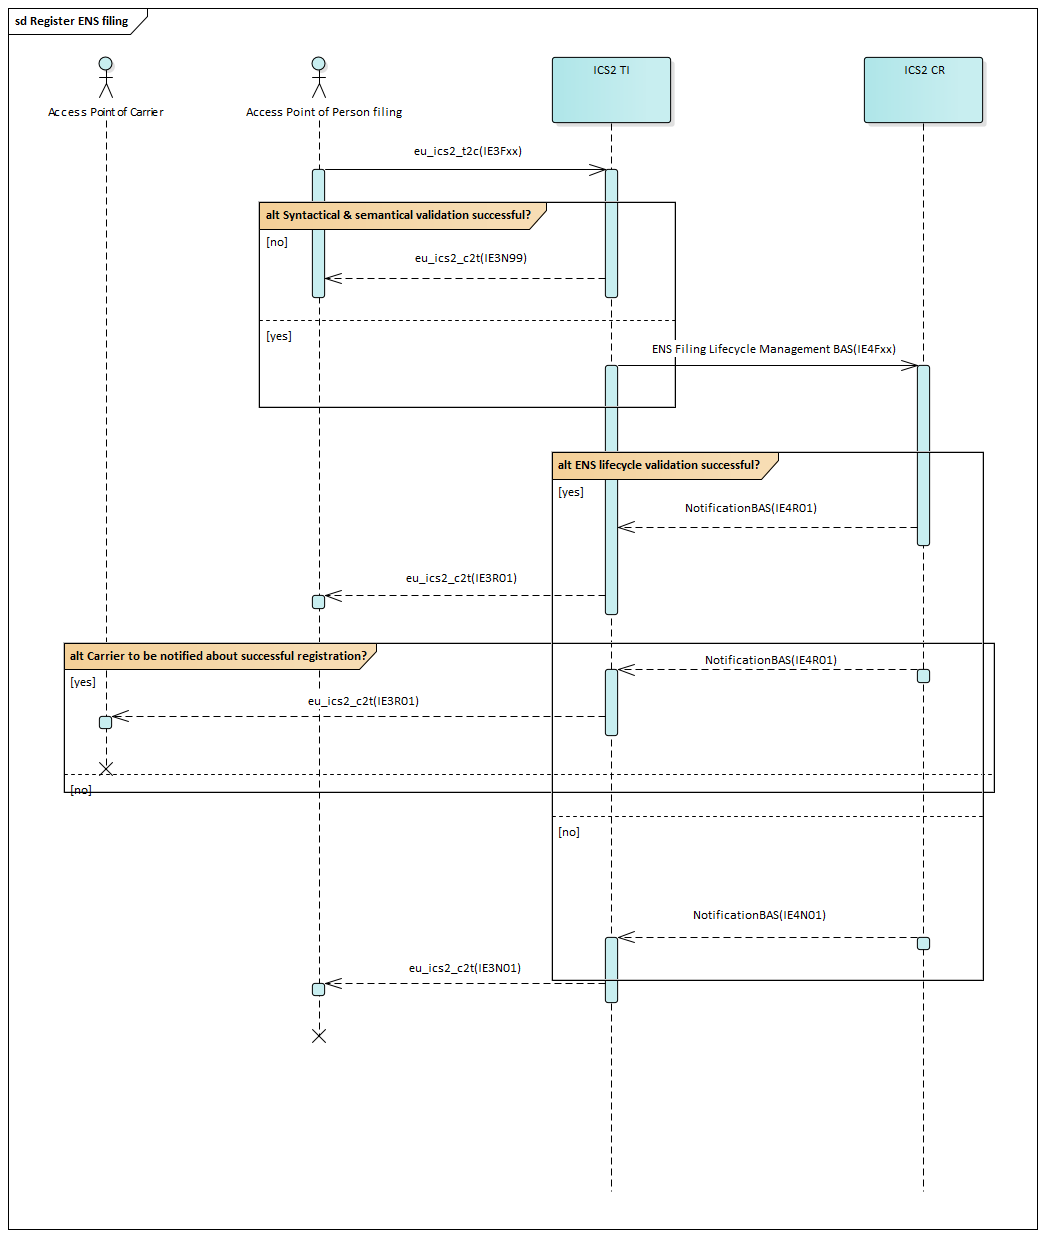 sd Register ENS filing
ICS2 TI
ICS2 CR
Access Point of Carrier
Access Point of Person filing
eu_ics2_t2c(IE3Fxx)
alt Syntactical & semantical validation successful?
[no]
eu_ics2_c2t(IE3N99)
[yes]
ENS Filing Lifecycle Management BAS(IE4Fxx)
alt ENS lifecycle validation successful?
[yes]
NotificationBAS(IE4R01)
eu_ics2_c2t(IE3R01)
alt Carrier to be notified about successful registration?
NotificationBAS(IE4R01)
[yes]
eu_ics2_c2t(IE3R01)
[no]
[no]
NotificationBAS(IE4N01)
eu_ics2_c2t(IE3N01)